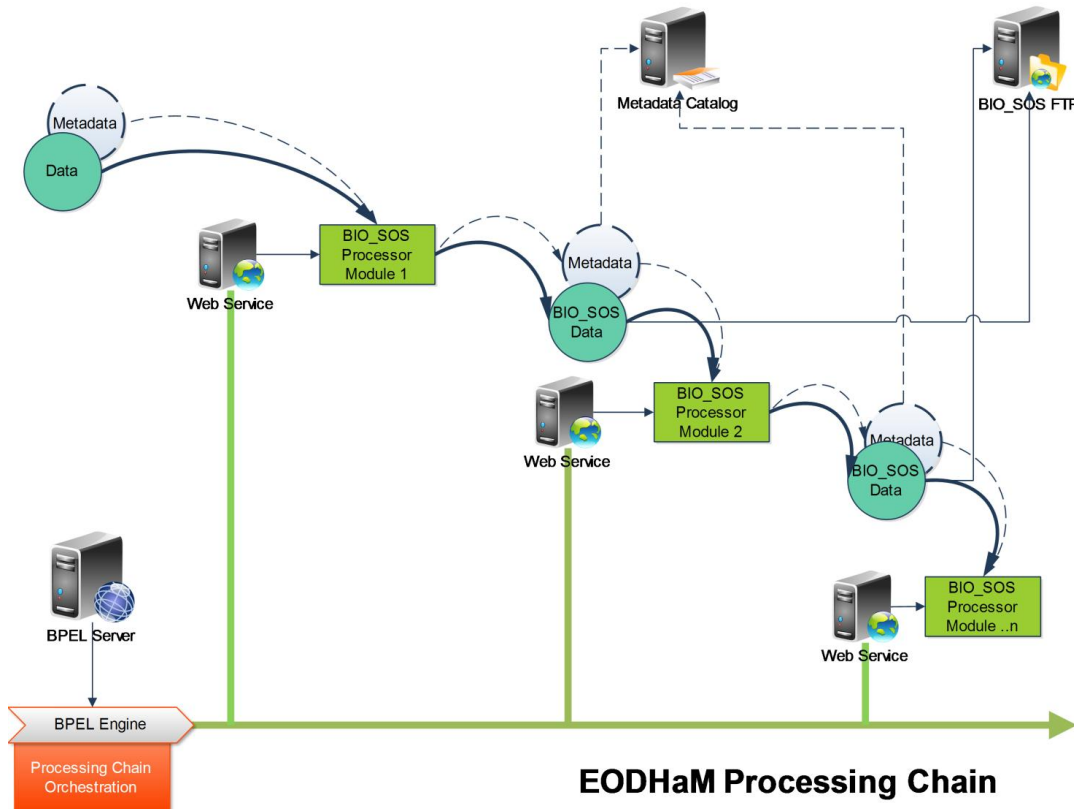 Metadata Catalog
BIO_SOS FTP
Metadata
Data
BIO_SOS
Processor
Module 1
Web Service
Metadata
BIO_SOS
Data
BIO_SOS
Processor
Module 2
Web Service
Metadata
BIO_SOS
Data
BPEL Server
BIO_SOS
Processor
Module ..n
Web Service
BPEL Engine
Processing Chain
Orchestration
EODHaM Processing Chain